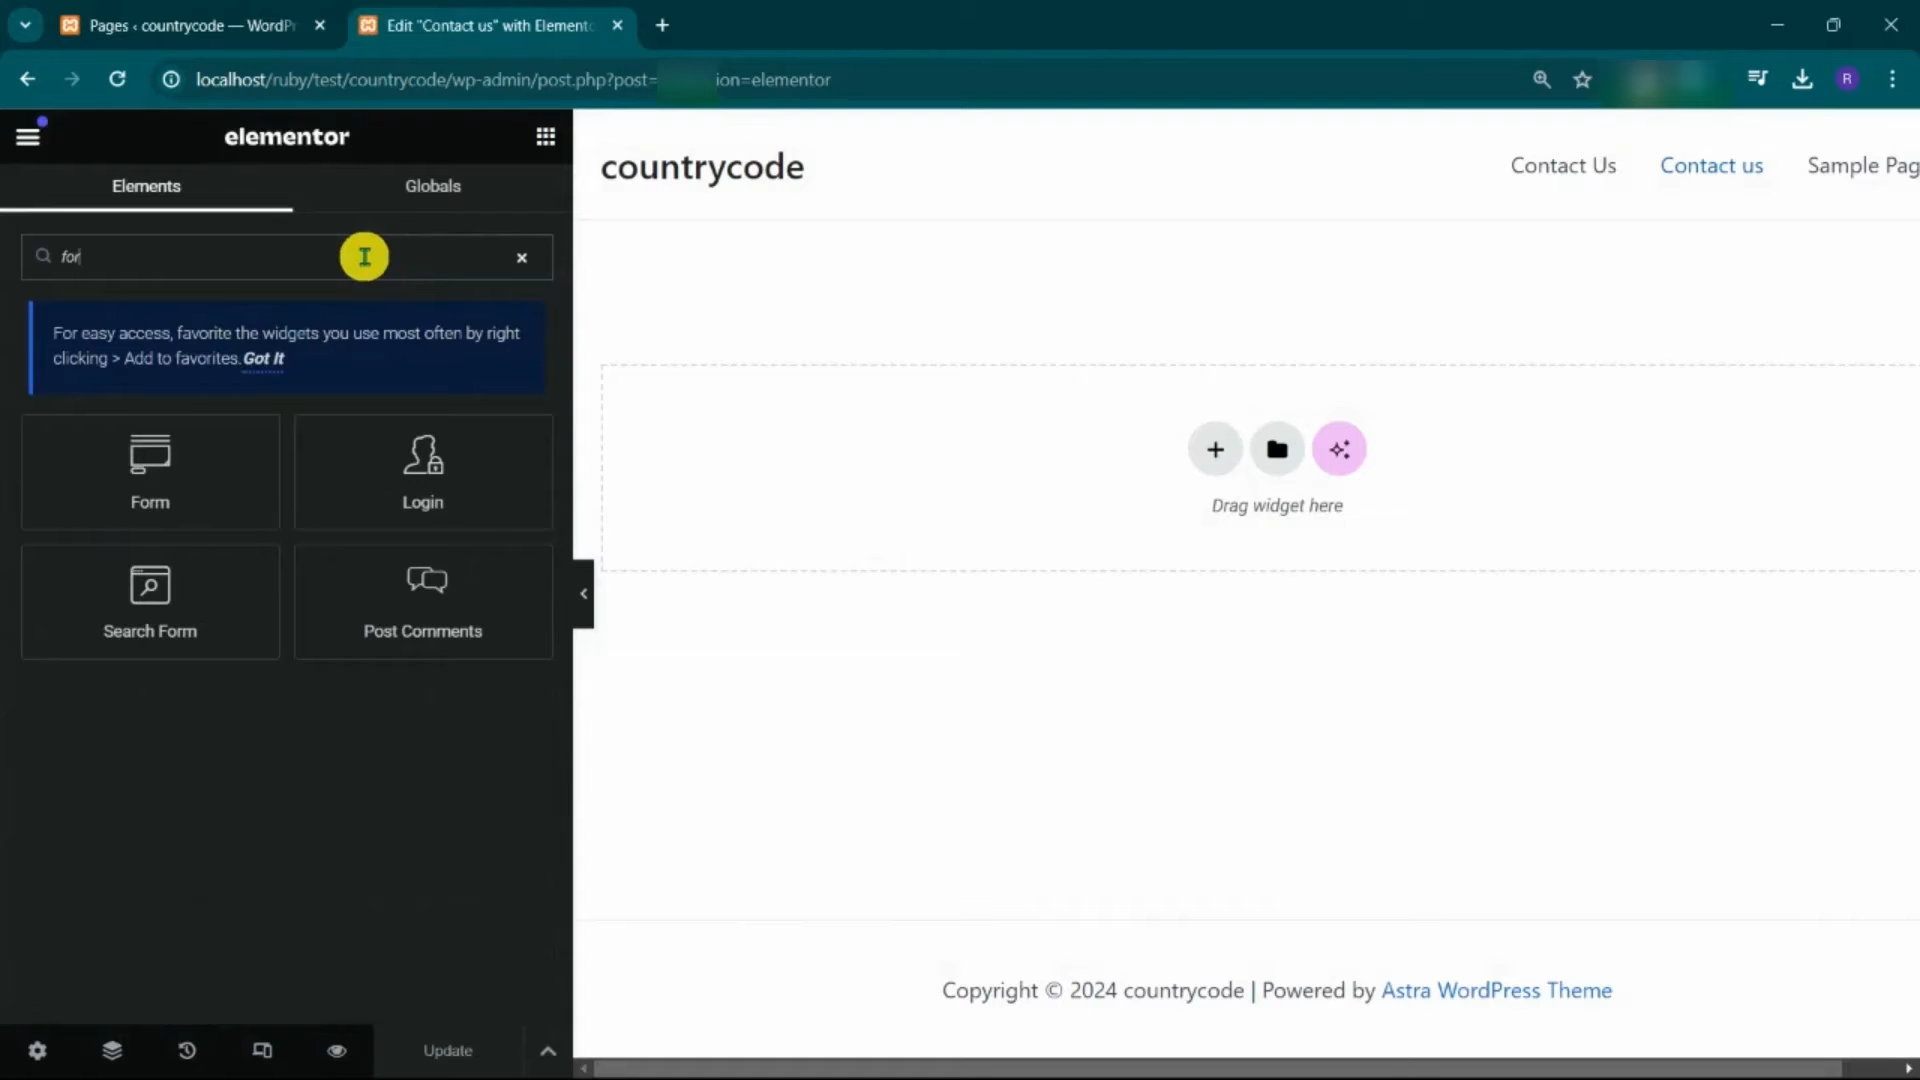 Pages ‹ countrycode — WordPr
Edit "Contact us" with Elemento
localhost/ruby/test/countrycode/wp-admin/post.php?post= ion=elementor
R
elementor
Elements
Globals
for
For easy access, favorite the widgets you use most often by right
clicking > Add to favorites. Got It
Form
Login
Search Form
Post Comments
Update
countrycode
Contact Us
Contact us
Sample Pag
Drag widget here
Copyright © 2024 countrycode | Powered by Astra WordPress Theme